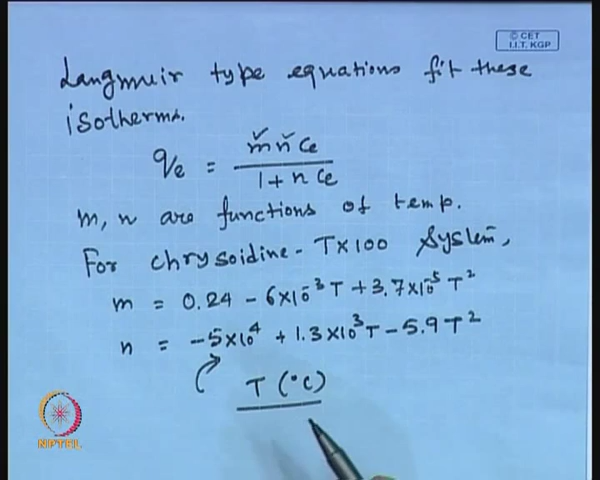 © CET
I.I.T. KGP
Langmuir type equations fit these
isotherms.
qe = m n Ce / 1 + n Ce
m, n are functions of temp.
For chrysoidine - TX100 system,
m = 0.24 - 6×10⁻³ T + 3.7×10⁻⁵ T²
n = -5×10⁴ + 1.3×10³ T - 5.9 T²
T (°C)
NPTEL